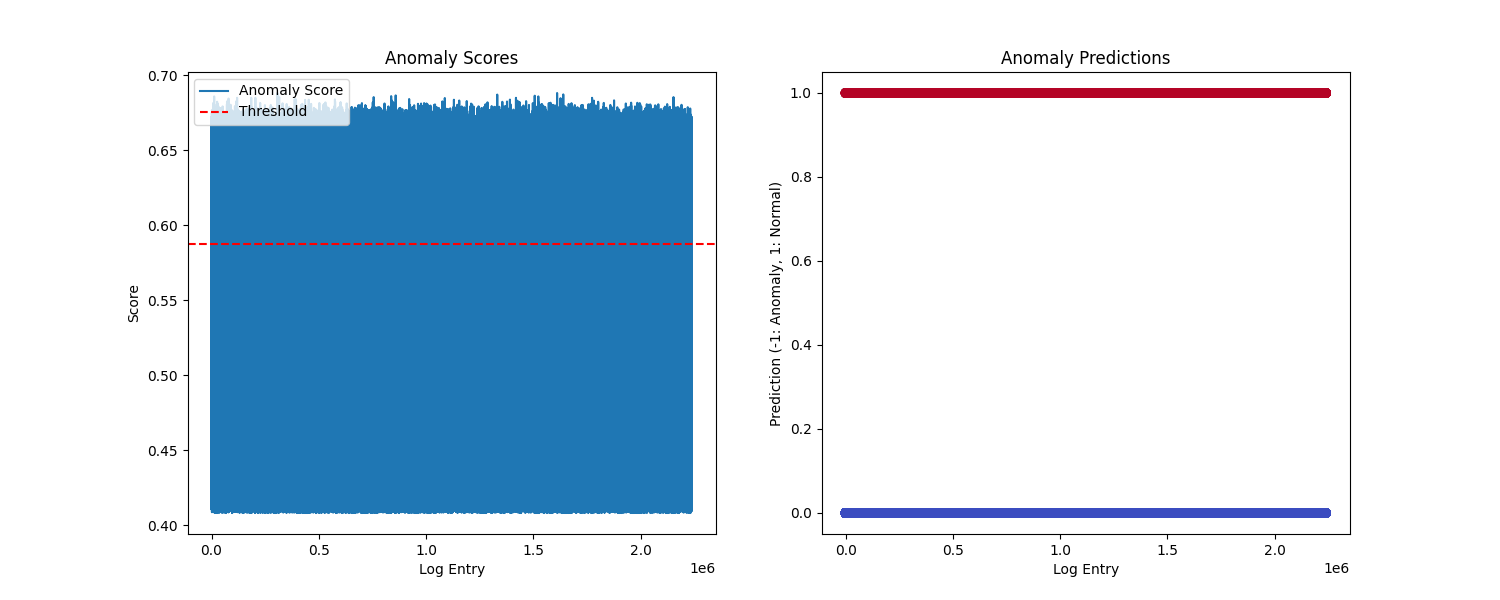 Anomaly Scores
Anomaly Score
Threshold
0.70
0.65
0.60
0.55
0.50
0.45
0.40
Score
0.0
0.5
1.0
1.5
2.0
1e6
Log Entry
Anomaly Predictions
1.0
0.8
0.6
0.4
0.2
0.0
Prediction (-1: Anomaly, 1: Normal)
0.0
0.5
1.0
1.5
2.0
1e6
Log Entry